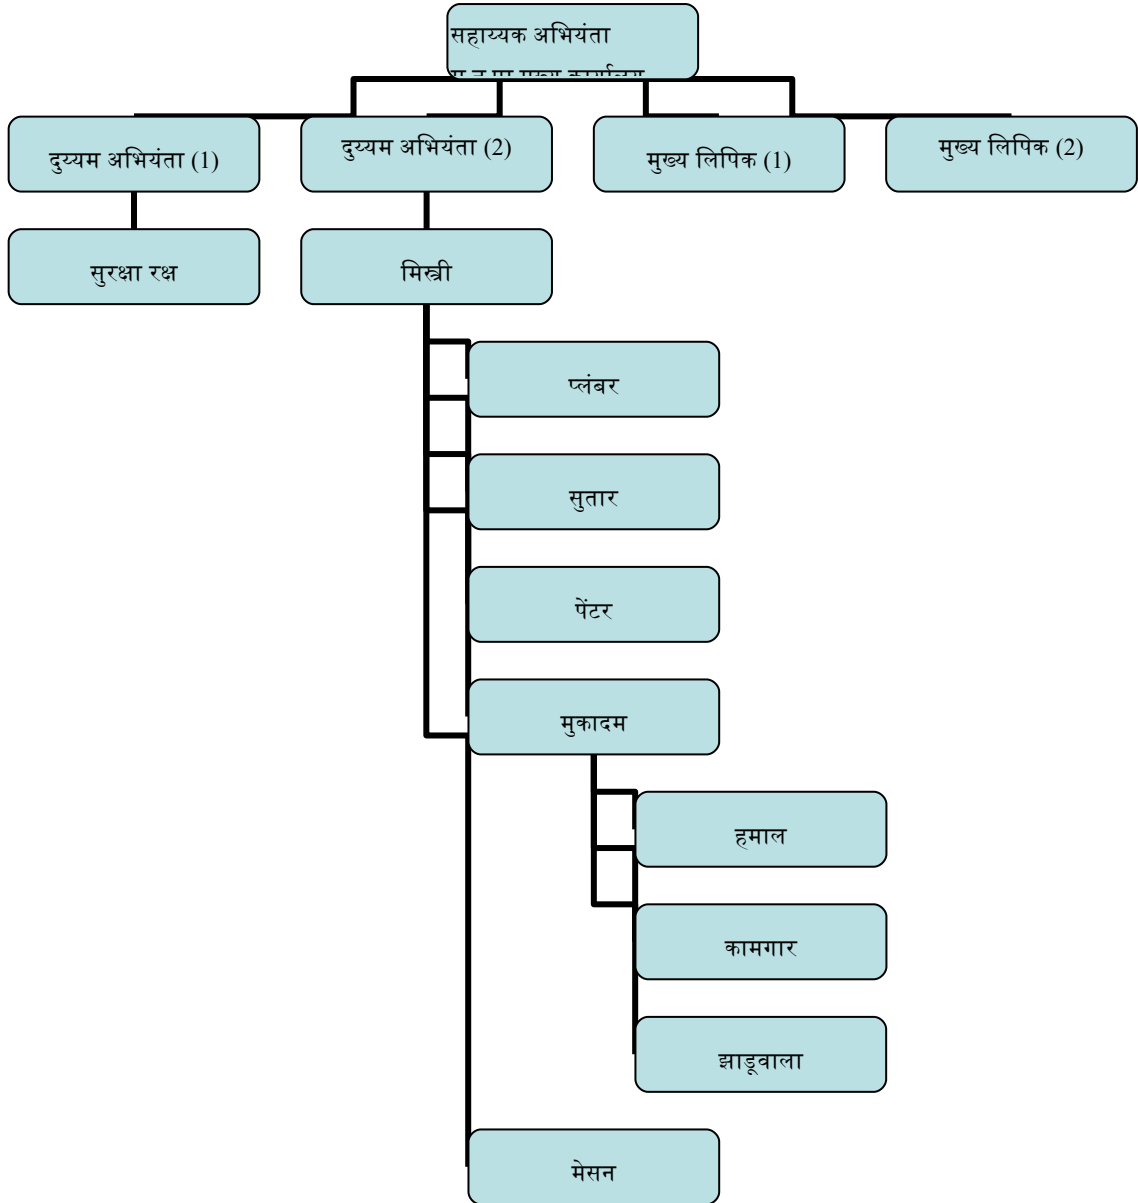 सहाय्यक अभियंता
दुय्यम अभियंता (1)
दुय्यम अभियंता (2)
मुख्य लिपिक (1)
मुख्य लिपिक (2)
सुरक्षा रक्ष
मिस्त्री
प्लंबर
सुतार
पेंटर
मुकादम
हमाल
कामगार
झाडूवाला
मेसन